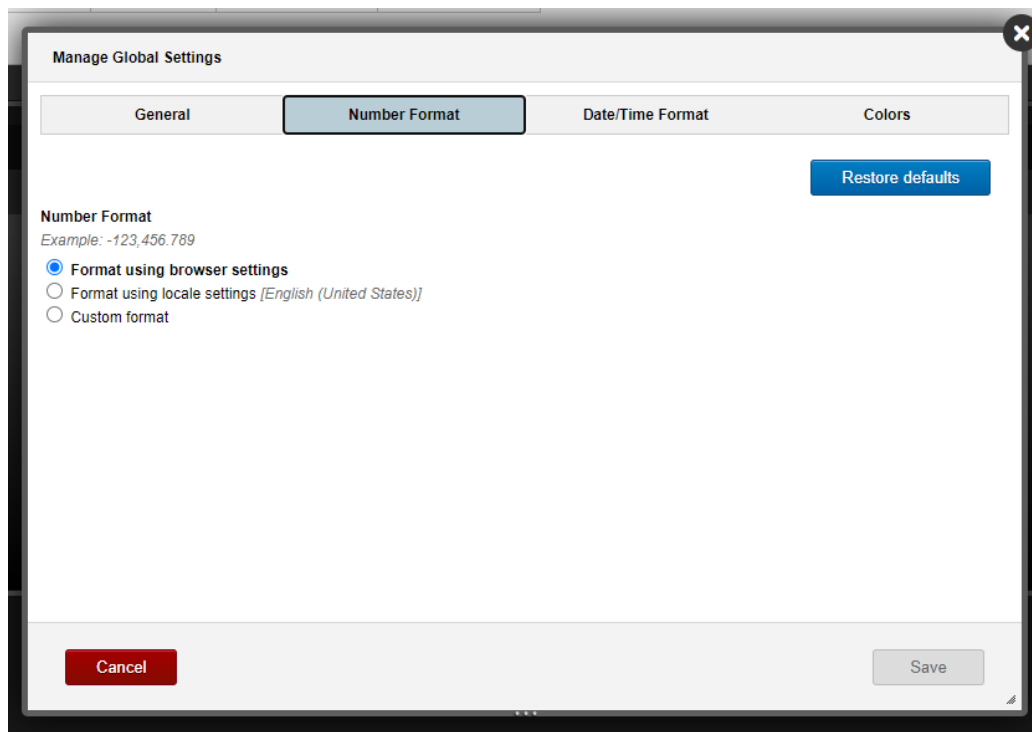 Manage Global Settings
General Number Format Date/Time Format Colors
Restore defaults
Number Format
Example: -123,456.789
Format using browser settings
Format using locale settings [English (United States)]
Custom format
Cancel Save